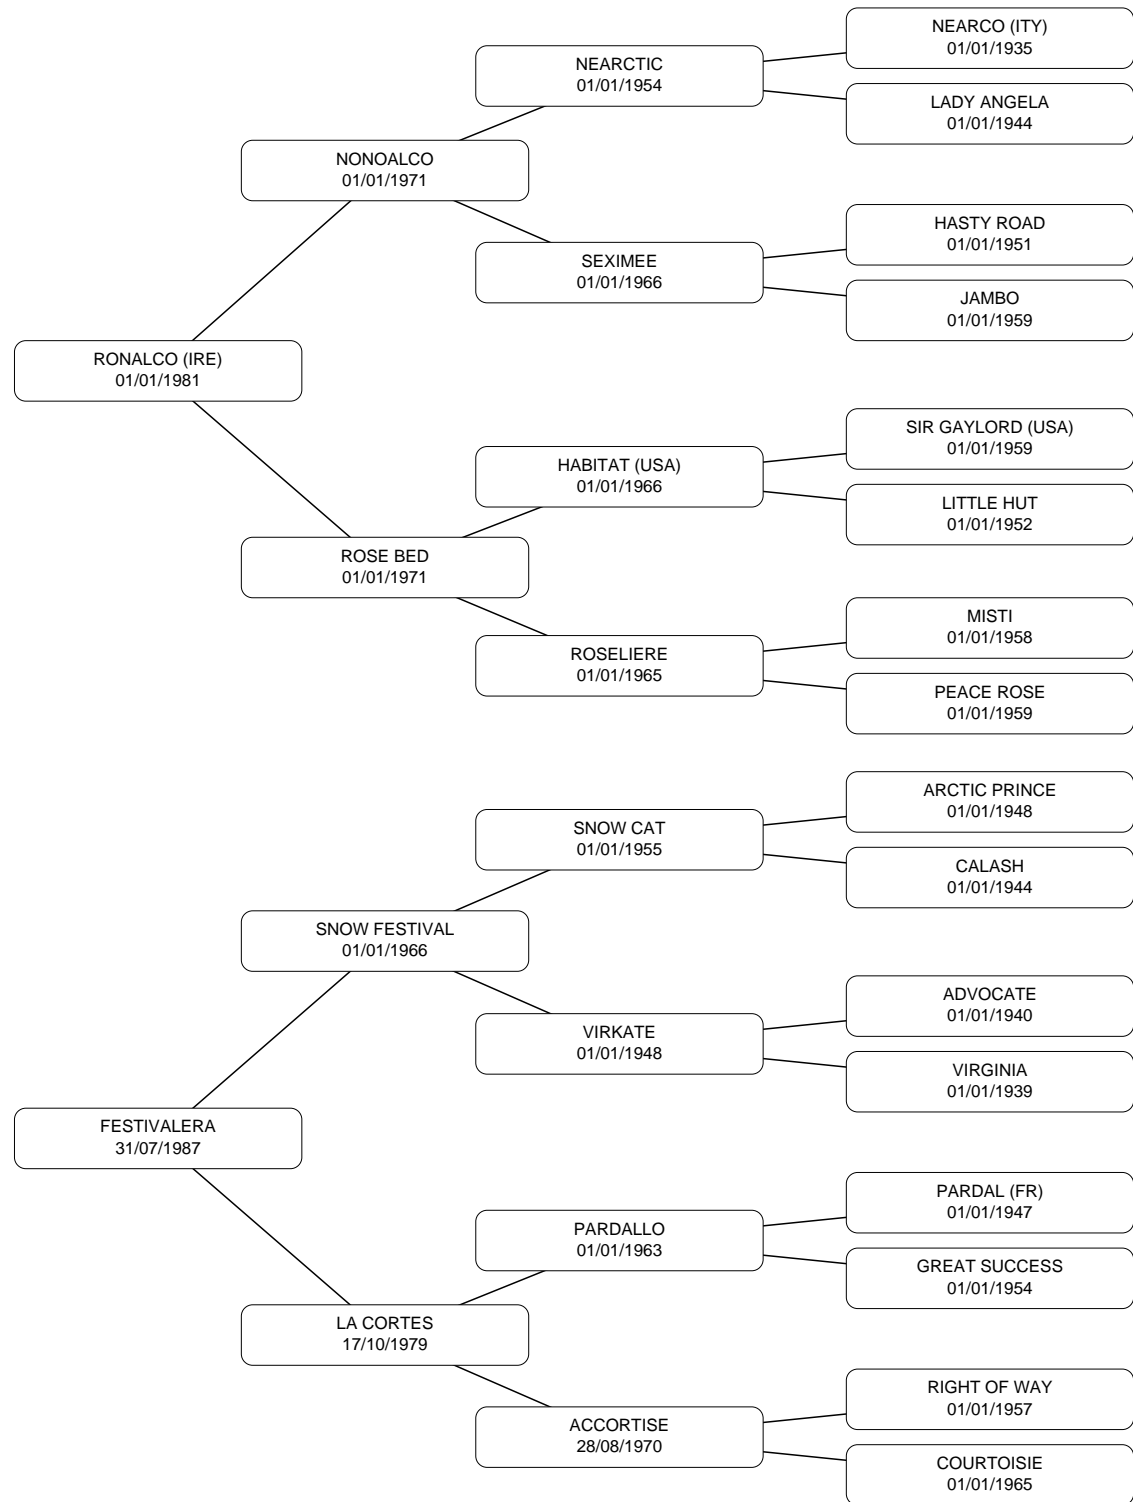 NEARCO (ITY)
01/01/1935
NEARCTIC
01/01/1954
LADY ANGELA
01/01/1944
NONOALCO
01/01/1971
HASTY ROAD
01/01/1951
SEXIMEE
01/01/1966
JAMBO
01/01/1959
RONALCO (IRE)
01/01/1981
SIR GAYLORD (USA)
01/01/1959
HABITAT (USA)
01/01/1966
LITTLE HUT
01/01/1952
ROSE BED
01/01/1971
MISTI
01/01/1958
ROSELIERE
01/01/1965
PEACE ROSE
01/01/1959
ARCTIC PRINCE
01/01/1948
SNOW CAT
01/01/1955
CALASH
01/01/1944
SNOW FESTIVAL
01/01/1966
ADVOCATE
01/01/1940
VIRKATE
01/01/1948
VIRGINIA
01/01/1939
FESTIVALERA
31/07/1987
PARDAL (FR)
01/01/1947
PARDALLO
01/01/1963
GREAT SUCCESS
01/01/1954
LA CORTES
17/10/1979
RIGHT OF WAY
01/01/1957
ACCORTISE
28/08/1970
COURTOISIE
01/01/1965